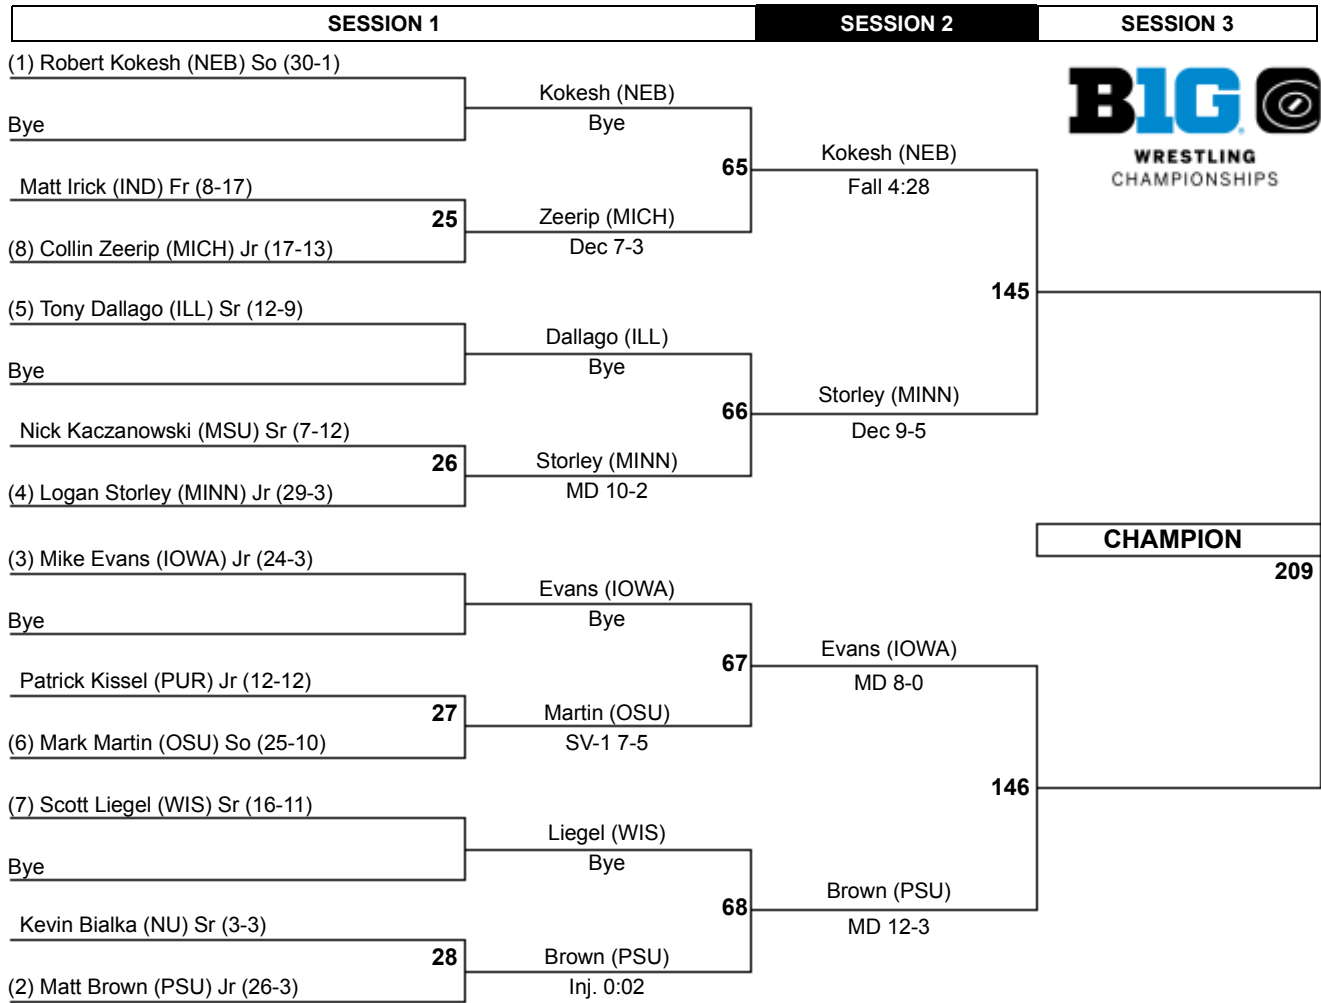 SESSION 1 SESSION 2 SESSION 3
(1) Robert Kokesh (NEB) So (30-1)
Kokesh (NEB)
Bye
Bye
B1G
WRESTLING
CHAMPIONSHIPS
65
Kokesh (NEB)
Fall 4:28
Matt Irick (IND) Fr (8-17)
25
Zeerip (MICH)
Dec 7-3
(8) Collin Zeerip (MICH) Jr (17-13)
145
(5) Tony Dallago (ILL) Sr (12-9)
Dallago (ILL)
Bye
Bye
66
Storley (MINN)
Dec 9-5
Nick Kaczanowski (MSU) Sr (7-12)
26
Storley (MINN)
MD 10-2
(4) Logan Storley (MINN) Jr (29-3)
CHAMPION
209
(3) Mike Evans (IOWA) Jr (24-3)
Evans (IOWA)
Bye
Bye
67
Evans (IOWA)
MD 8-0
Patrick Kissel (PUR) Jr (12-12)
27
Martin (OSU)
SV-1 7-5
(6) Mark Martin (OSU) So (25-10)
146
(7) Scott Liegel (WIS) Sr (16-11)
Liegel (WIS)
Bye
Bye
68
Brown (PSU)
MD 12-3
Kevin Bialka (NU) Sr (3-3)
28
Brown (PSU)
Inj. 0:02
(2) Matt Brown (PSU) Jr (26-3)